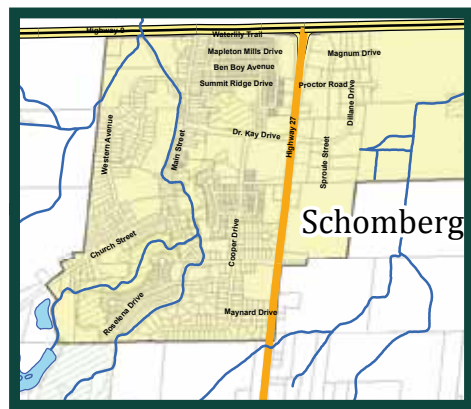 Highway 9
Waterlily Trail
Mapleton Mills Drive
Magnum Drive
Ben Boy Avenue
Summit Ridge Drive
Proctor Road
Dillane Drive
Dr. Kay Drive
Highway 27
Western Avenue
Main Street
Sproule Street
Schomberg
Church Street
Cooper Drive
Roselena Drive
Maynard Drive